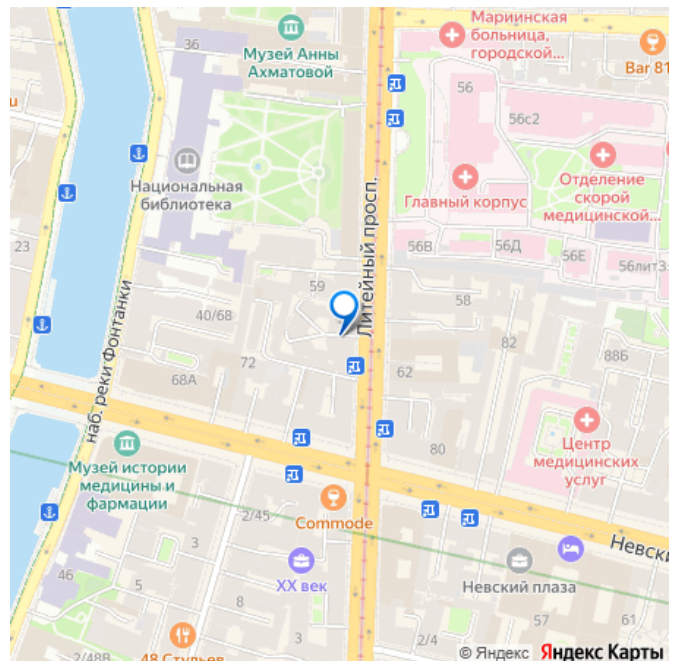 36
Музей Анны
Ахматовой
Мариинская
больница,
городской...
Bar 81
56
56с2
u
Национальная
библиотека
Главный корпус
Отделение
скорой
медицинской...
23
56В
56Д
56Е
56литЗ
59
58
Литейный просп.
наб. реки Фонтанки
40/68
72
68А
62
82
88Б
80
Центр
медицинских
услуг
Музей истории
медицины и
фармации
2/45
Commode
Невски
46
5
3
XX век
Невский плаза
8
3
57
61
2/4
48 Стульев
2/48В
© Яндекс Яндекс Карты